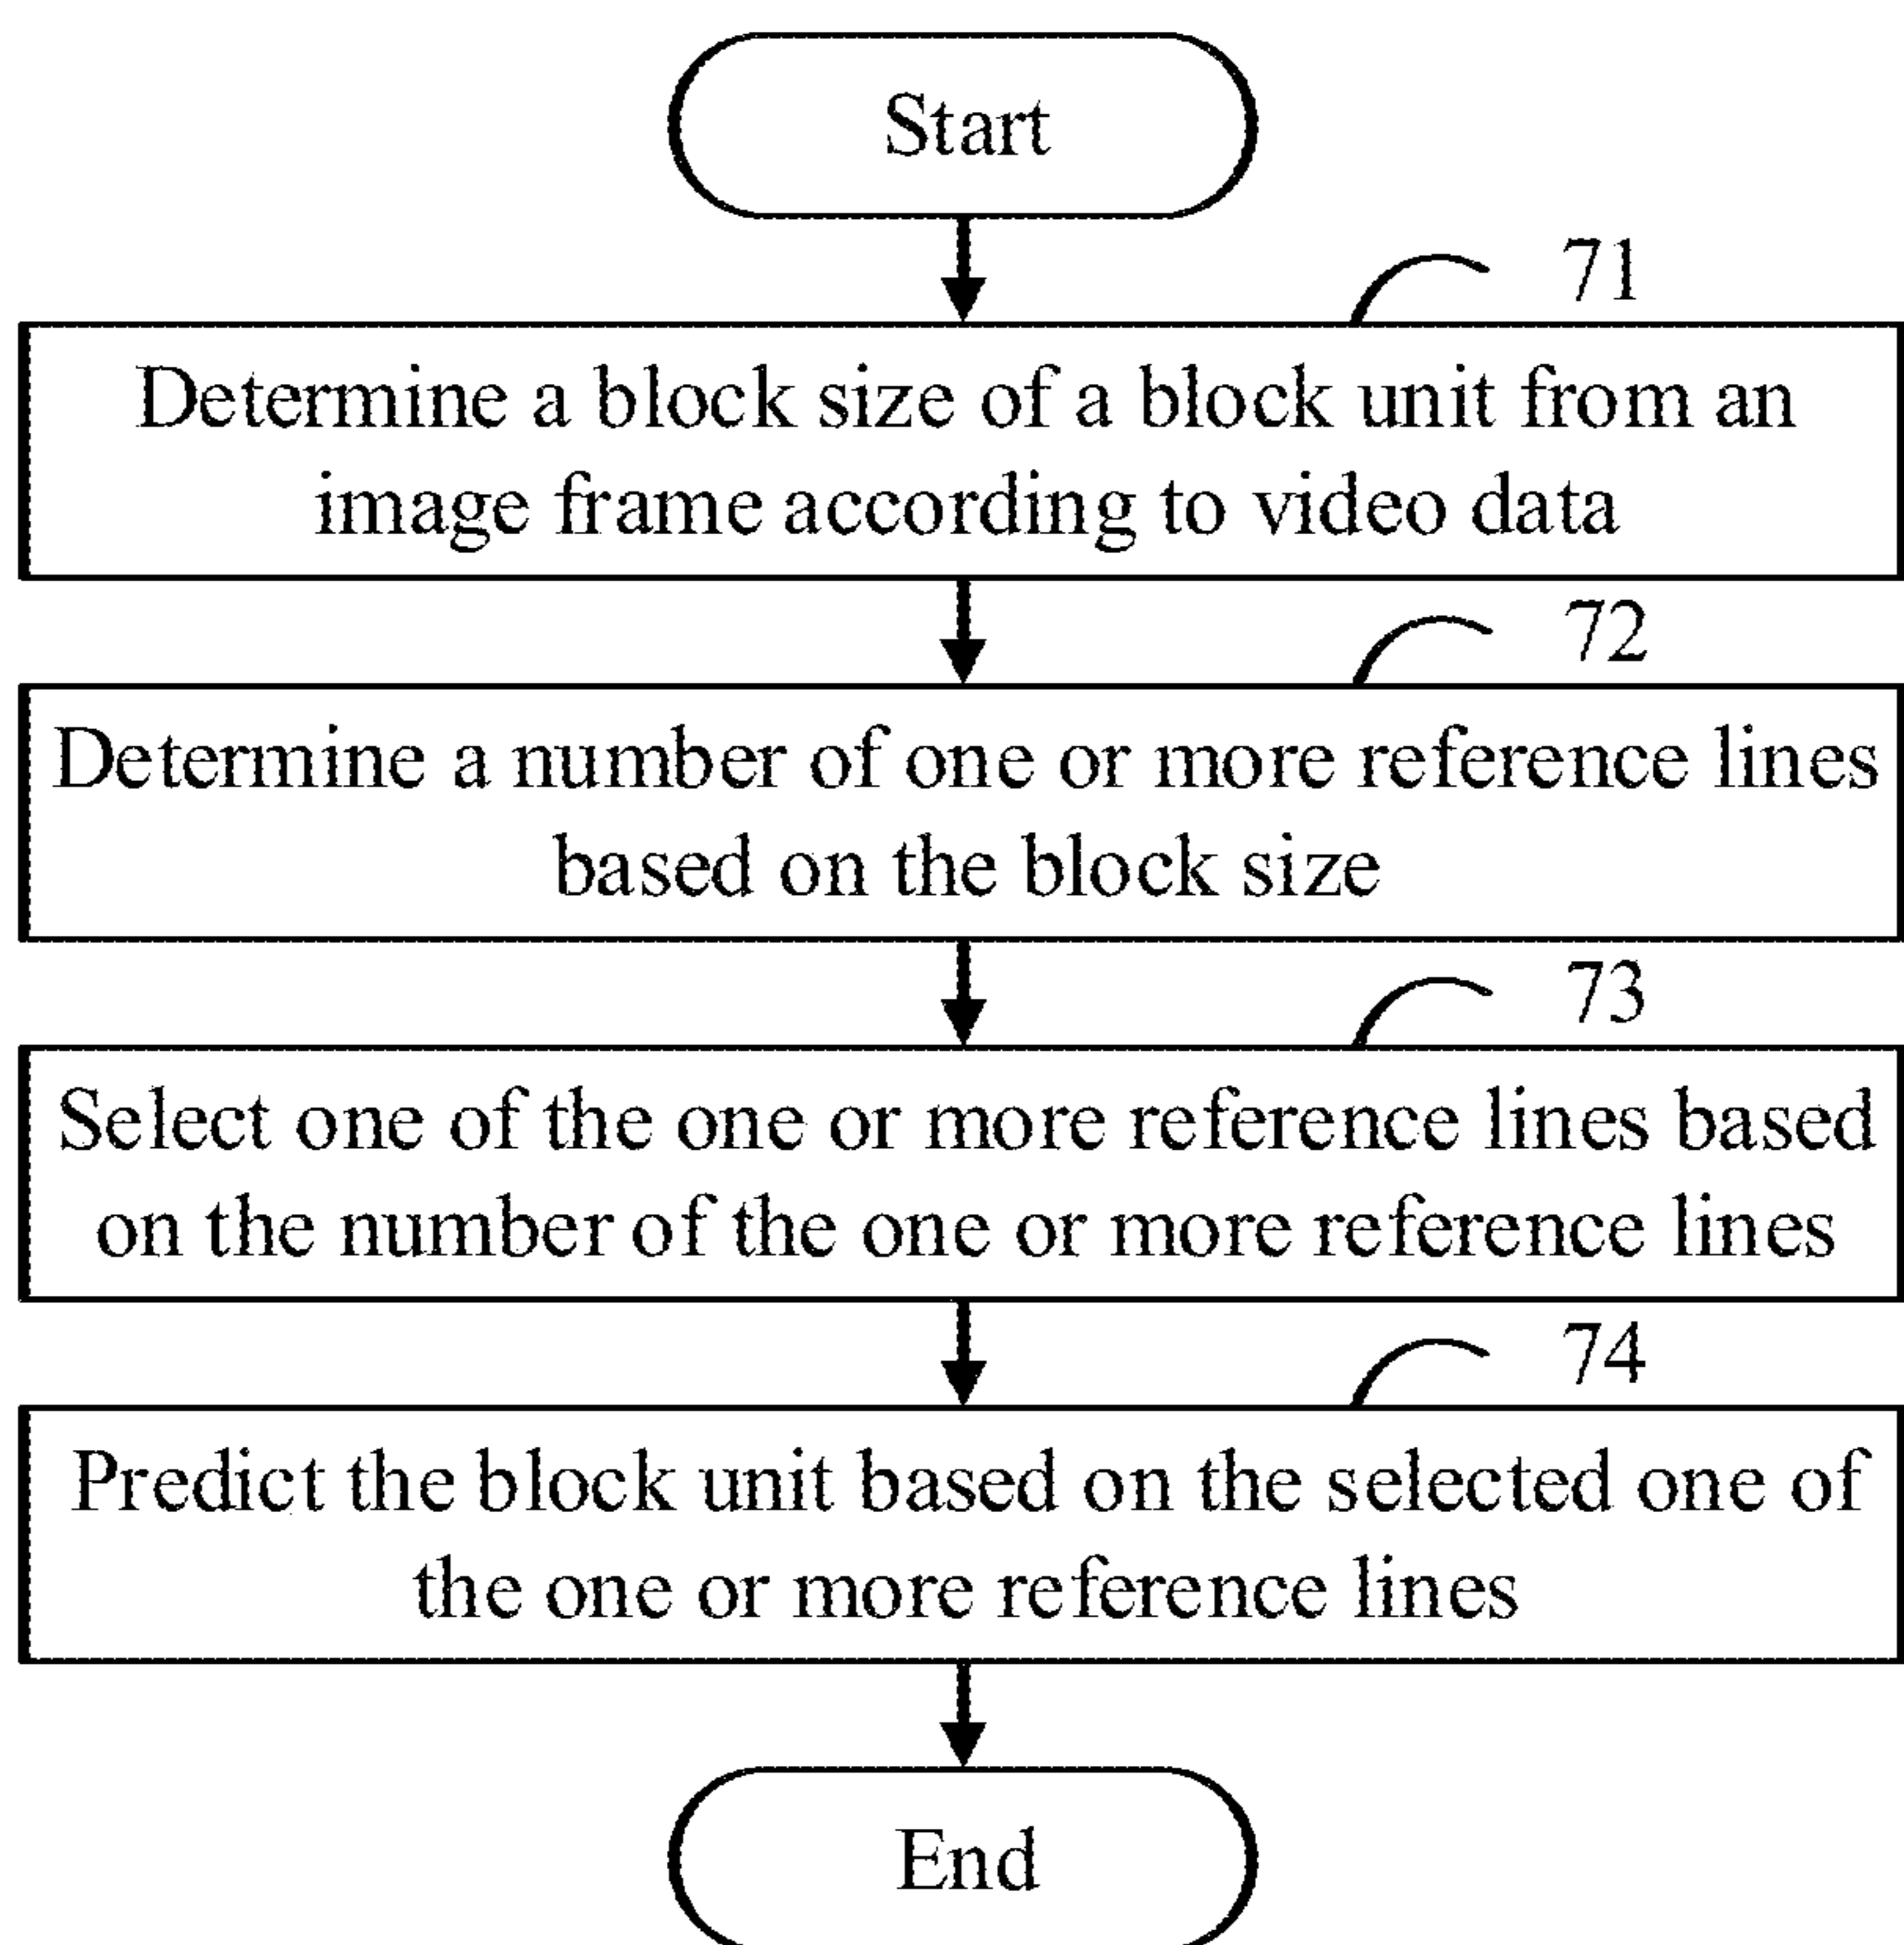 Start
71
Determine a block size of a block unit from an
image frame according to video data
72
Determine a number of one or more reference lines
based on the block size
73
Select one of the one or more reference lines based
on the number of the one or more reference lines
74
Predict the block unit based on the selected one of
the one or more reference lines
End